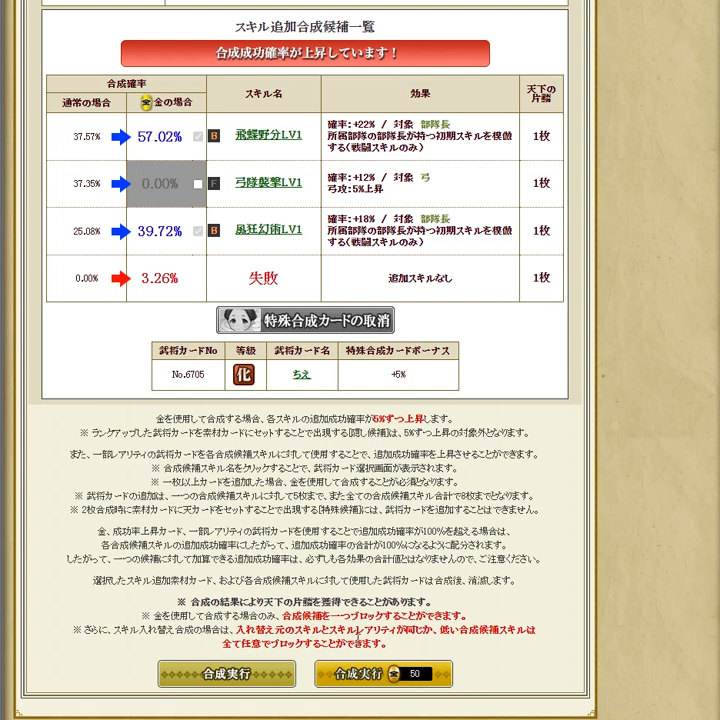 スキル追加合成候補一覧
合成成功確率が上昇しています！
合成確率 スキル名 効果 天下の片鱗
通常の場合 金 金の場合
37.57% 57.02% B 飛蝶野分LV1 確率:+22% / 対象 部隊長
所属部隊の部隊長が持つ初期スキルを模倣
する(戦闘スキルのみ) 1枚
37.35% 0.00% F 弓隊襲撃LV1 確率:+12% / 対象 弓
弓攻:5%上昇 1枚
25.08% 39.72% B 風狂幻術LV1 確率:+18% / 対象 部隊長
所属部隊の部隊長が持つ初期スキルを模倣
する(戦闘スキルのみ) 1枚
0.00% 3.26% 失敗 追加スキルなし 1枚
特殊合成カードの取消
武将カードNo 等級 武将カード名 特殊合成カードボーナス
No.6705 化 ちえ +5%
金を使用して合成する場合、各スキルの追加成功確率が5%ずつ上昇します。
※ ランクアップした武将カードを素材カードにセットすることで出現する[隠し候補]は、5%ずつ上昇の対象外となります。
また、一部レアリティの武将カードを各合成候補スキルに対して使用することで、追加成功確率を上昇させることができます。
※ 合成候補スキル名をクリックすることで、武将カード選択画面が表示されます。
※ 一枚以上カードを追加した場合、金を使用して合成することが必須となります。
※ 武将カードの追加は、一つの合成候補スキルに対して5枚まで、また全ての合成候補スキル合計で8枚までとなります。
※ 2枚合成時に素材カードに天カードをセットすることで出現する[特殊候補]には、武将カードを追加することはできません。
金、成功率上昇カード、一部レアリティの武将カードを使用することで追加成功確率が100%を超える場合は、
各合成候補スキルの追加成功確率にしたがって、追加成功確率の合計が100%になるように配分されます。
したがって、一つの候補に対して加算できる追加成功確率は、必ずしも各効果の合計値とはなりませんので、ご注意ください。
選択したスキル追加素材カード、および各合成候補スキルに対して使用した武将カードは合成後、消滅します。
※ 合成の結果により天下の片鱗を獲得できることがあります。
※ 金を使用して合成する場合のみ、合成候補を一つブロックすることができます。
※ さらに、スキル入れ替え合成の場合は、入れ替え元のスキルとスキルレアリティが同じか、低い合成候補スキルは
全て任意でブロックすることができます。
合成実行 合成実行 金 50